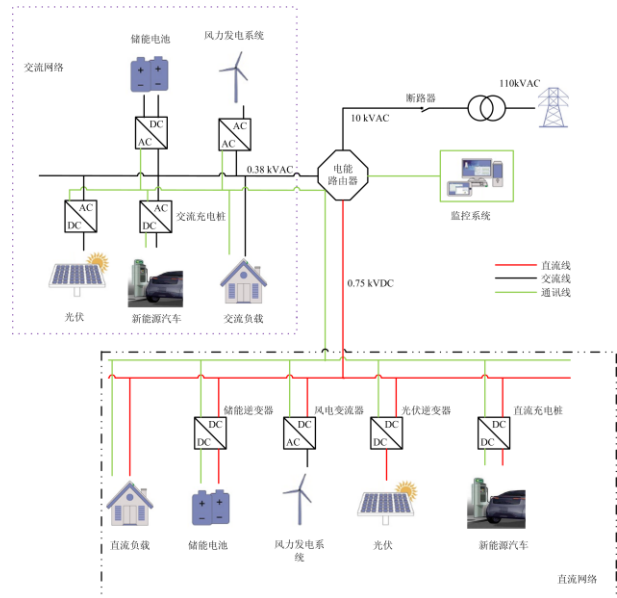 储能电池
风力发电系统
交流网络
110kVAC
断路器
10 kVAC
DC
AC
AC
AC
0.38 kVAC
电能
路由器
监控系统
AC
DC
AC
DC
交流充电桩
光伏
新能源汽车
交流负载
0.75 kVDC
直流线
交流线
通讯线
储能逆变器
风电变流器
光伏逆变器
直流充电桩
DC
DC
DC
AC
DC
DC
DC
DC
直流负载
储能电池
风力发电系
统
光伏
新能源汽车
直流网络